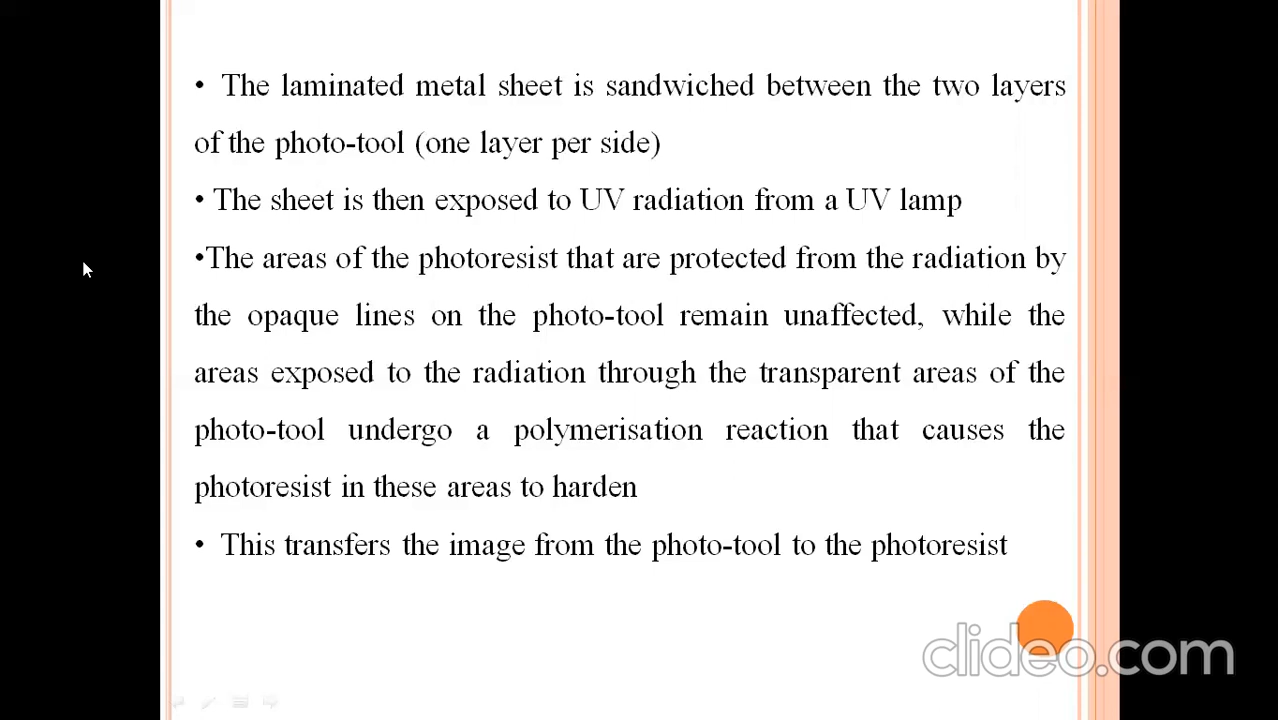 • The laminated metal sheet is sandwiched between the two layers
of the photo-tool (one layer per side)
• The sheet is then exposed to UV radiation from a UV lamp
•The areas of the photoresist that are protected from the radiation by
the opaque lines on the photo-tool remain unaffected, while the
areas exposed to the radiation through the transparent areas of the
photo-tool undergo a polymerisation reaction that causes the
photoresist in these areas to harden
• This transfers the image from the photo-tool to the photoresist
clideo.com